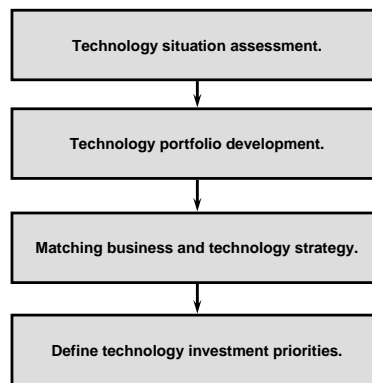 Technology situation assessment.
Technology portfolio development.
Matching business and technology strategy.
Define technology investment priorities.